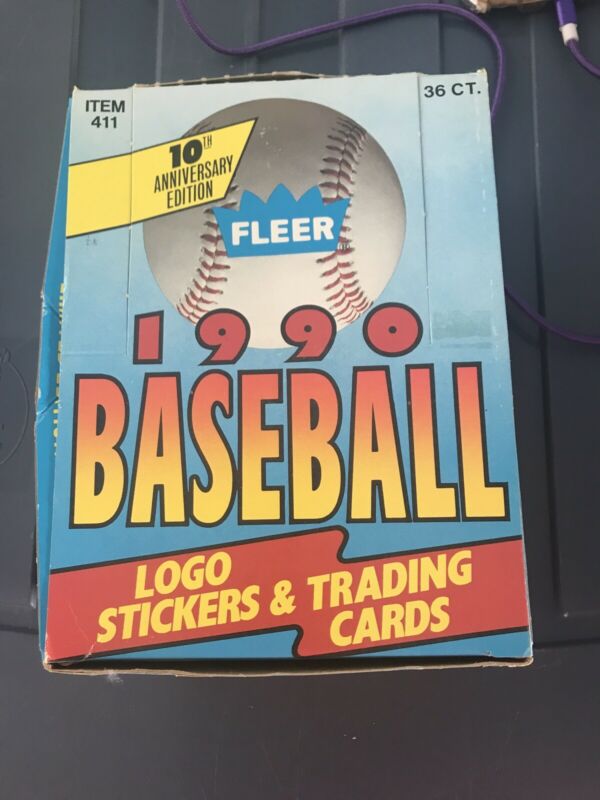 ITEM
411
36 CT.
10TH
ANNIVERSARY
EDITION
FLEER
1990
BASEBALL
LOGO
STICKERS & TRADING
CARDS